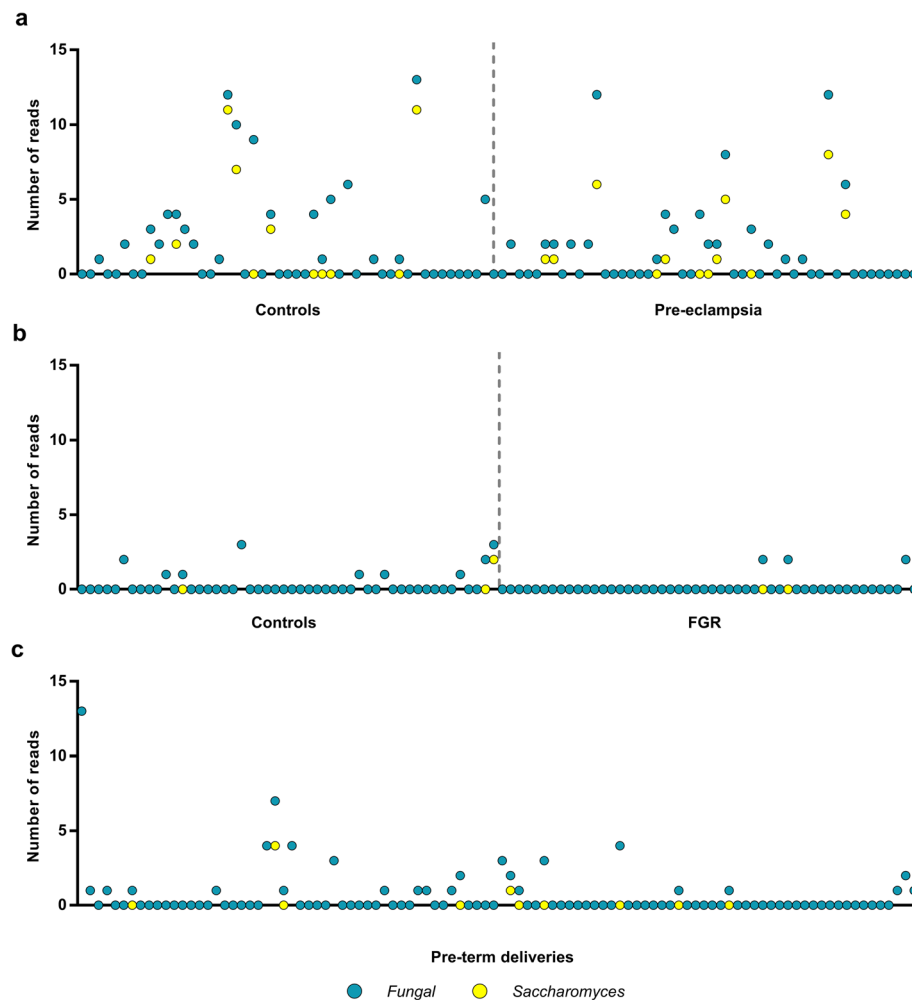 a
15
10
5
0
Number of reads
Controls Pre-eclampsia
b
15
10
5
0
Number of reads
Controls FGR
c
15
10
5
0
Number of reads
Pre-term deliveries
Fungal Saccharomyces